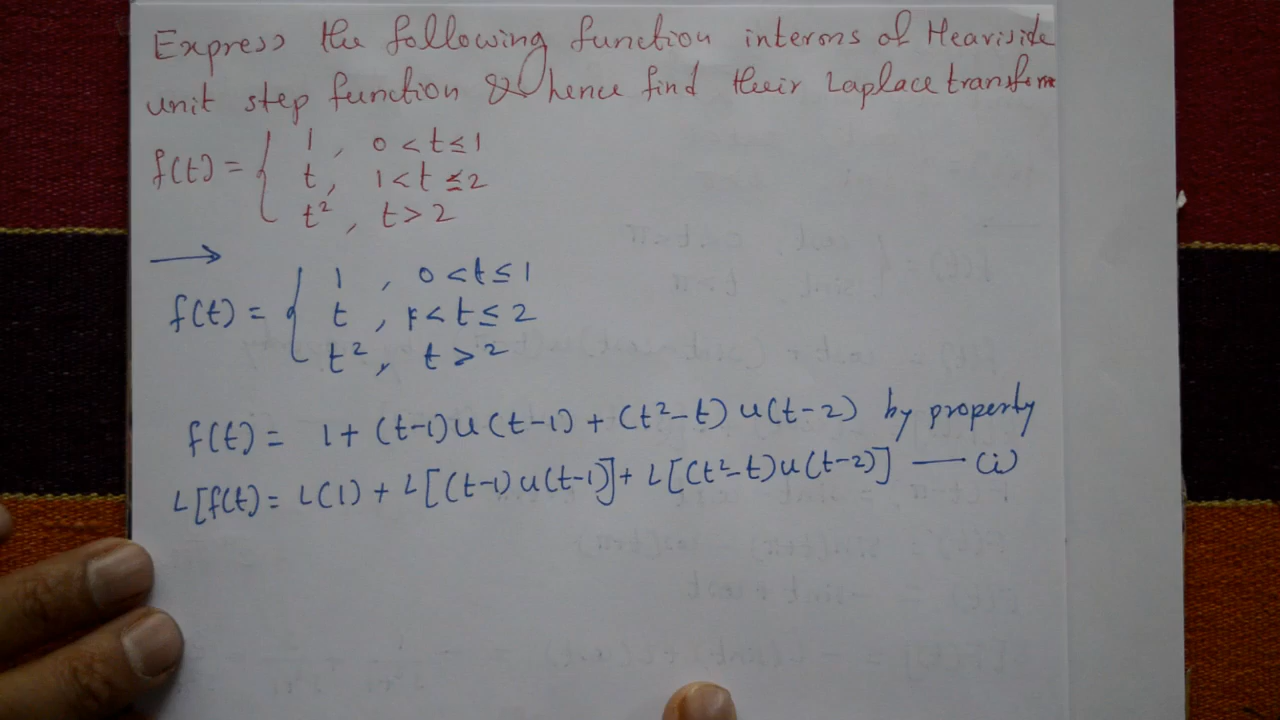 Express the following function interms of Heaviside
unit step function & hence find their Laplace transform
f(t) = { 1 , 0 < t ≤ 1
t , 1 < t ≤ 2
t² , t > 2
→
f(t) = { 1 , 0 < t ≤ 1
t , 1 < t ≤ 2
t² , t > 2
f(t) = 1 + (t-1)u(t-1) + (t²-t) u(t-2) by property
L[f(t) = L(1) + L[(t-1)u(t-1)] + L[(t²-t)u(t-2)] — (i)